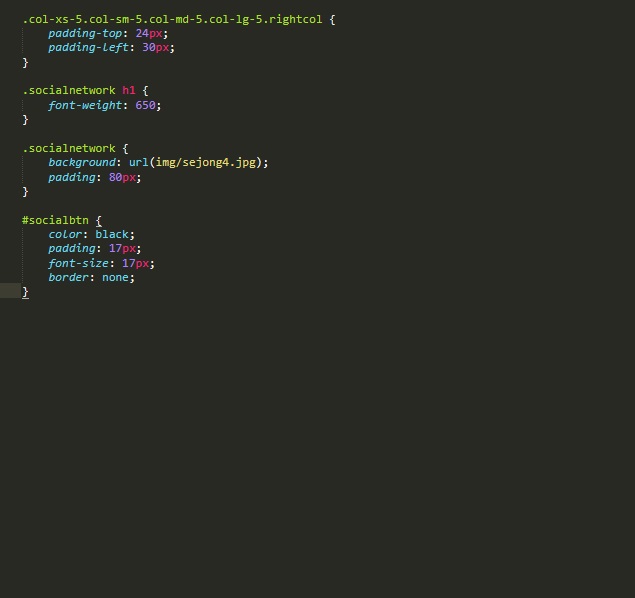 .col-xs-5.col-sm-5.col-md-5.col-lg-5.rightcol {
    padding-top: 24px;
    padding-left: 30px;
}

.socialnetwork h1 {
    font-weight: 650;
}

.socialnetwork {
    background: url(img/sejong4.jpg);
    padding: 80px;
}

#socialbtn {
    color: black;
    padding: 17px;
    font-size: 17px;
    border: none;
}